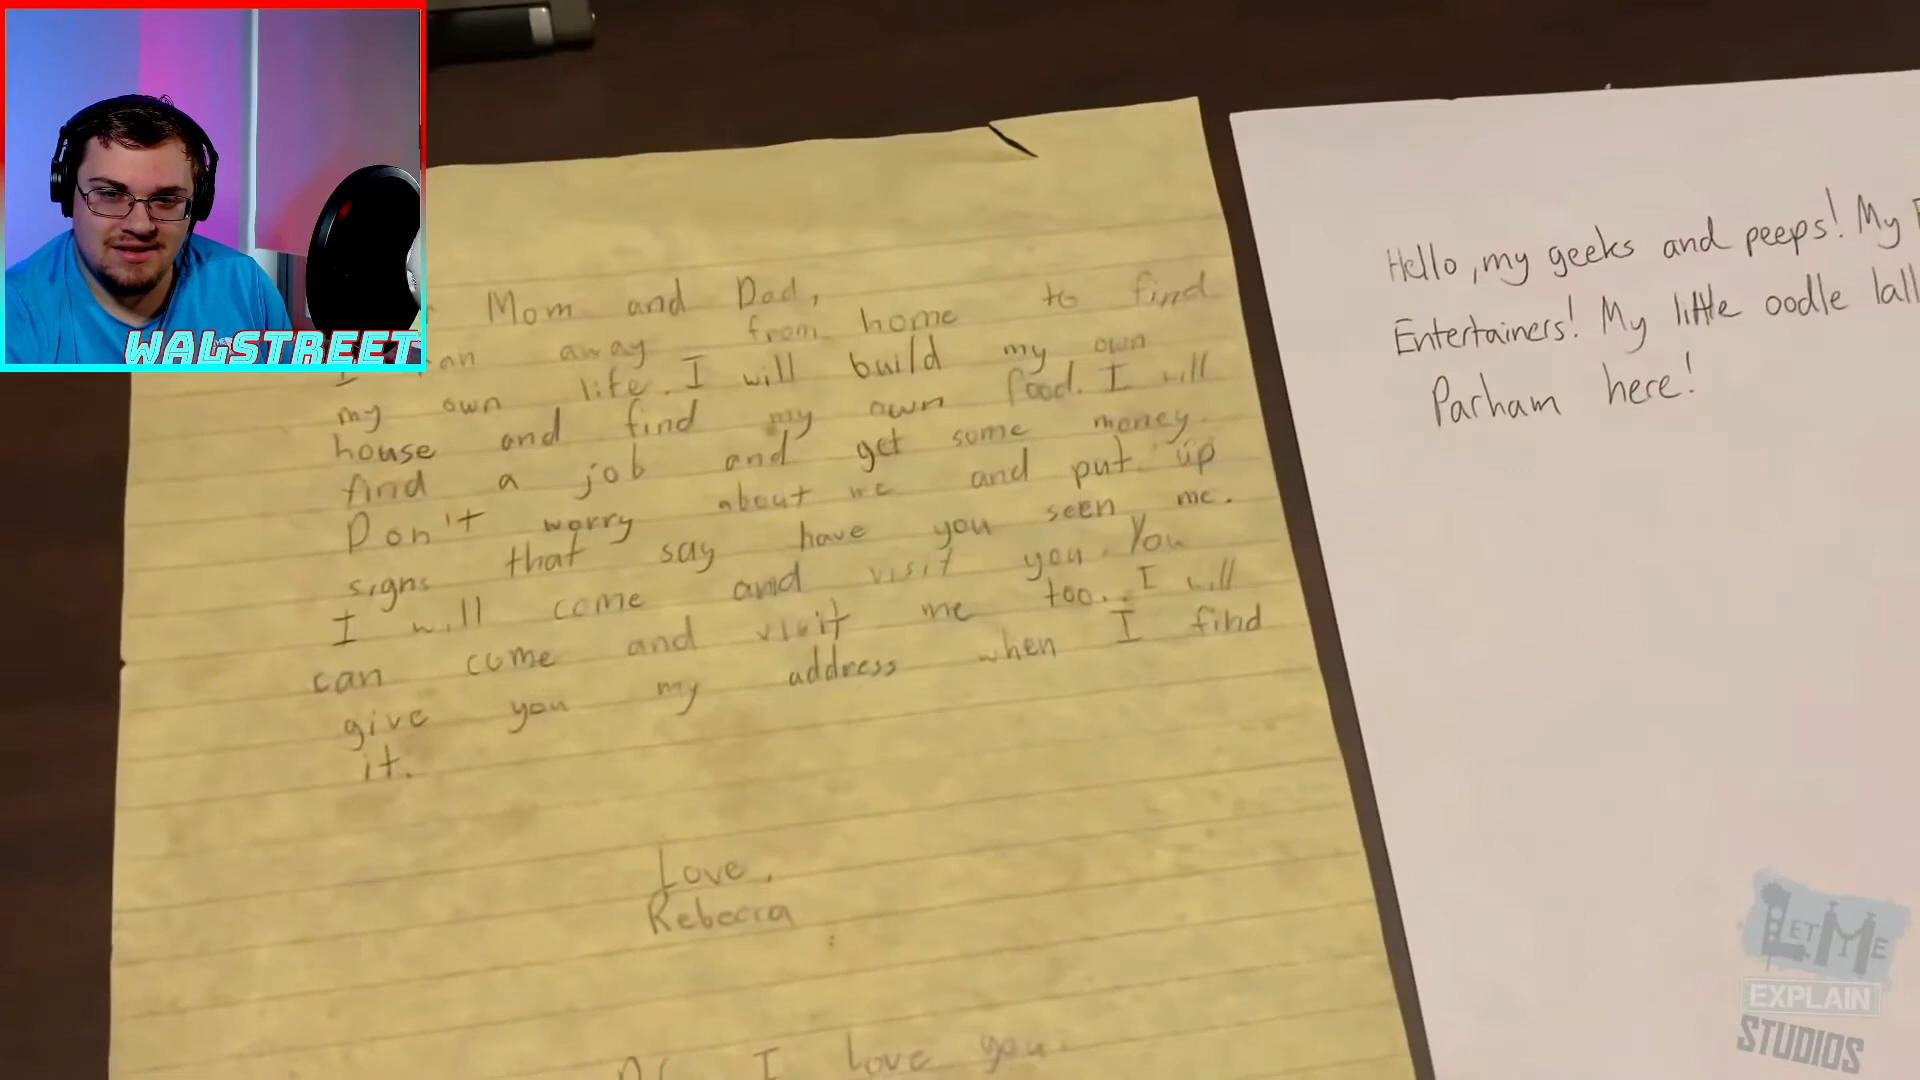 WALSTREET
Mom and Dad,
I ran away from home to find
my own life. I will build my own
house and find my own food. I will
find a job and get some money.
Don't worry about me and put up
signs that say have you seen me.
I will come and visit you. You
can come and visit me too. I will
give you my address when I find
it.
Love,
Rebecca
I love you.
Hello, my geeks and peeps! My
Entertainers! My little oodle
Parham here!
LET ME
EXPLAIN
STUDIOS